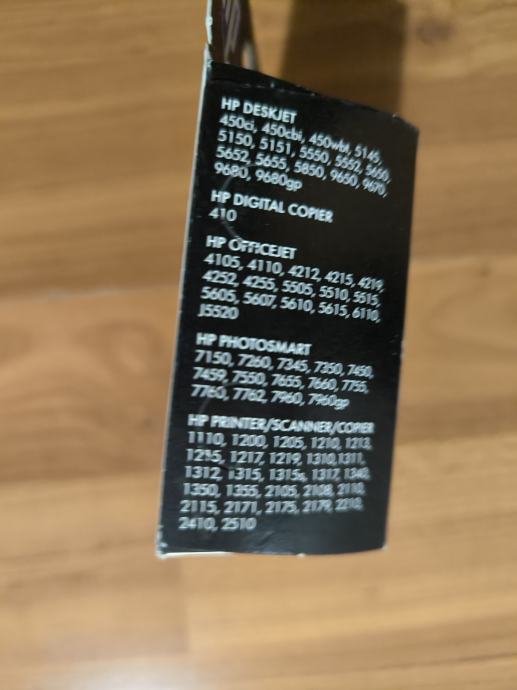 HP DESKJET
450ci, 450cbi, 450wbt, 5145,
5150, 5151, 5550, 5552, 5650,
5652, 5655, 5850, 9650, 9670,
9680, 9680gp
HP DIGITAL COPIER
410
HP OFFICEJET
4105, 4110, 4212, 4215, 4219,
4252, 4255, 5505, 5510, 5515,
5605, 5607, 5610, 5615, 6110,
J5520
HP PHOTOSMART
7150, 7260, 7345, 7350, 7450,
7459, 7550, 7655, 7660, 7755,
7760, 7762, 7960, 7960gp
HP PRINTER/SCANNER/COPIER
1110, 1200, 1205, 1210, 1213,
1215, 1217, 1219, 1310,1311,
1312, 1315, 1315s, 1317, 1340,
1350, 1355, 2105, 2108, 2110,
2115, 2171, 2175, 2179, 2210,
2410, 2510